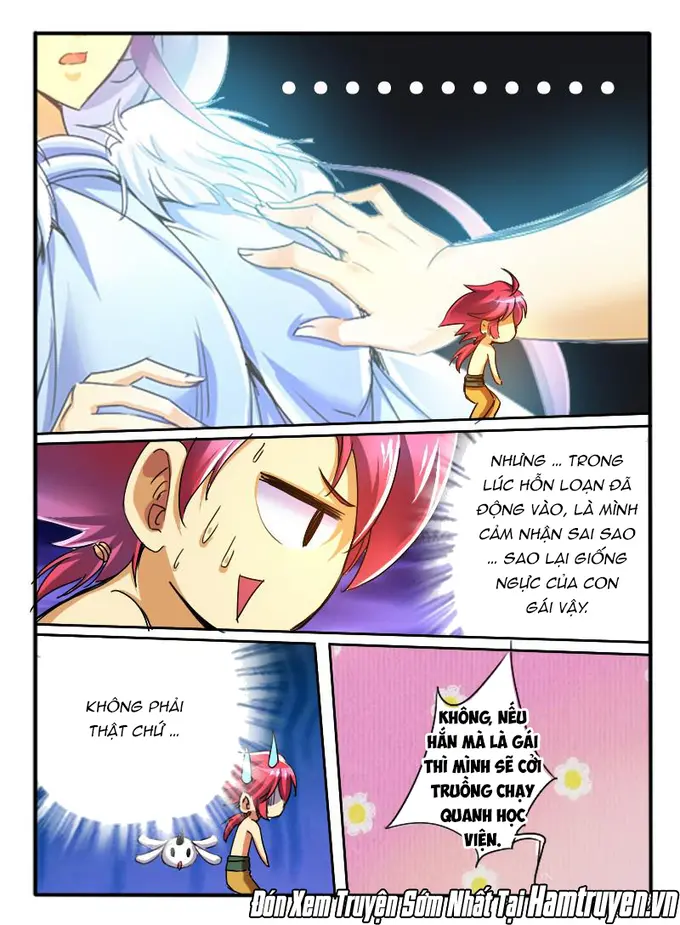 ............
NHƯNG ... TRONG
LÚC HỖN LOẠN ĐÃ
ĐỘNG VÀO, LÀ MÌNH
CẢM NHẬN SAI SAO
... SAO LẠI GIỐNG
NGỰC CỦA CON
GÁI VẬY.
KHÔNG PHẢI
THẬT CHỨ ...
KHÔNG, NẾU
HẮN MÀ LÀ GÁI
THÌ MÌNH SẼ CỞI
TRUỒNG CHẠY
QUANH HỌC
VIỆN.
Đón Xem Truyện Sớm Nhất Tại Hamtruyen.vn